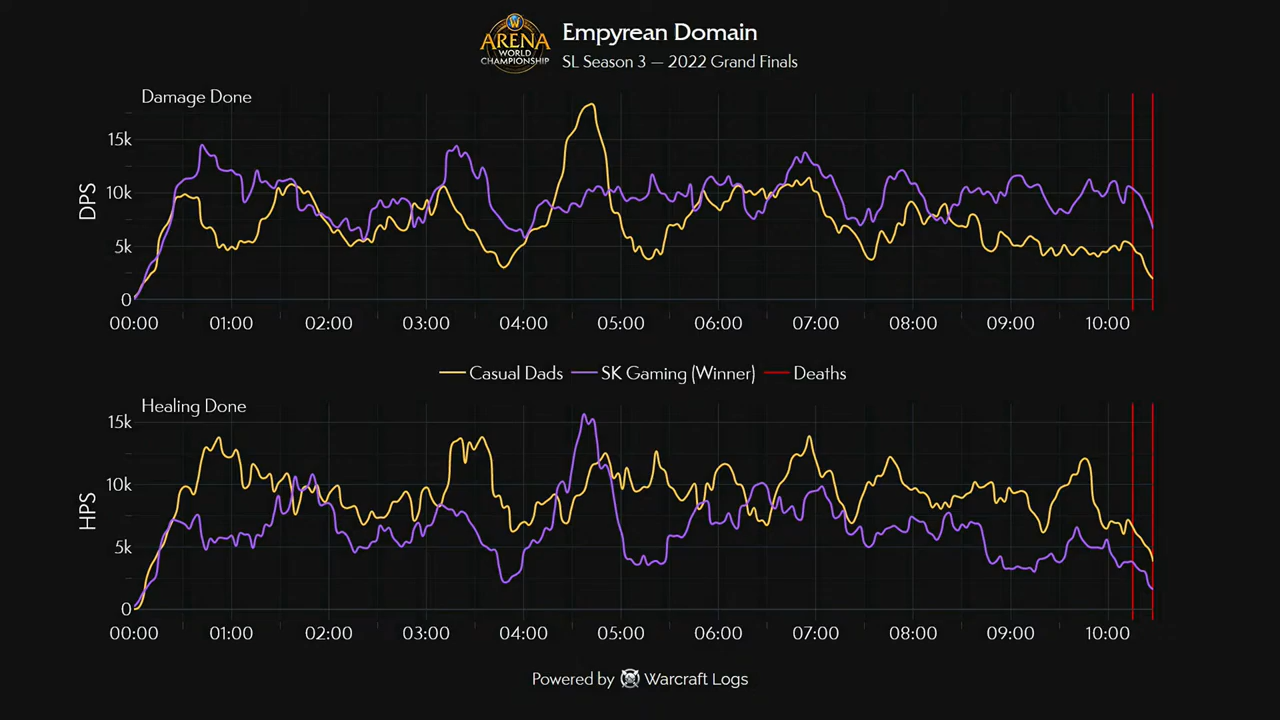 W
ARENA
WORLD
CHAMPIONSHIP
Empyrean Domain
SL Season 3 — 2022 Grand Finals
Damage Done
DPS
15k
10k
5k
0
00:00 01:00 02:00 03:00 04:00 05:00 06:00 07:00 08:00 09:00 10:00
Casual Dads SK Gaming (Winner) Deaths
Healing Done
HPS
15k
10k
5k
0
00:00 01:00 02:00 03:00 04:00 05:00 06:00 07:00 08:00 09:00 10:00
Powered by Warcraft Logs